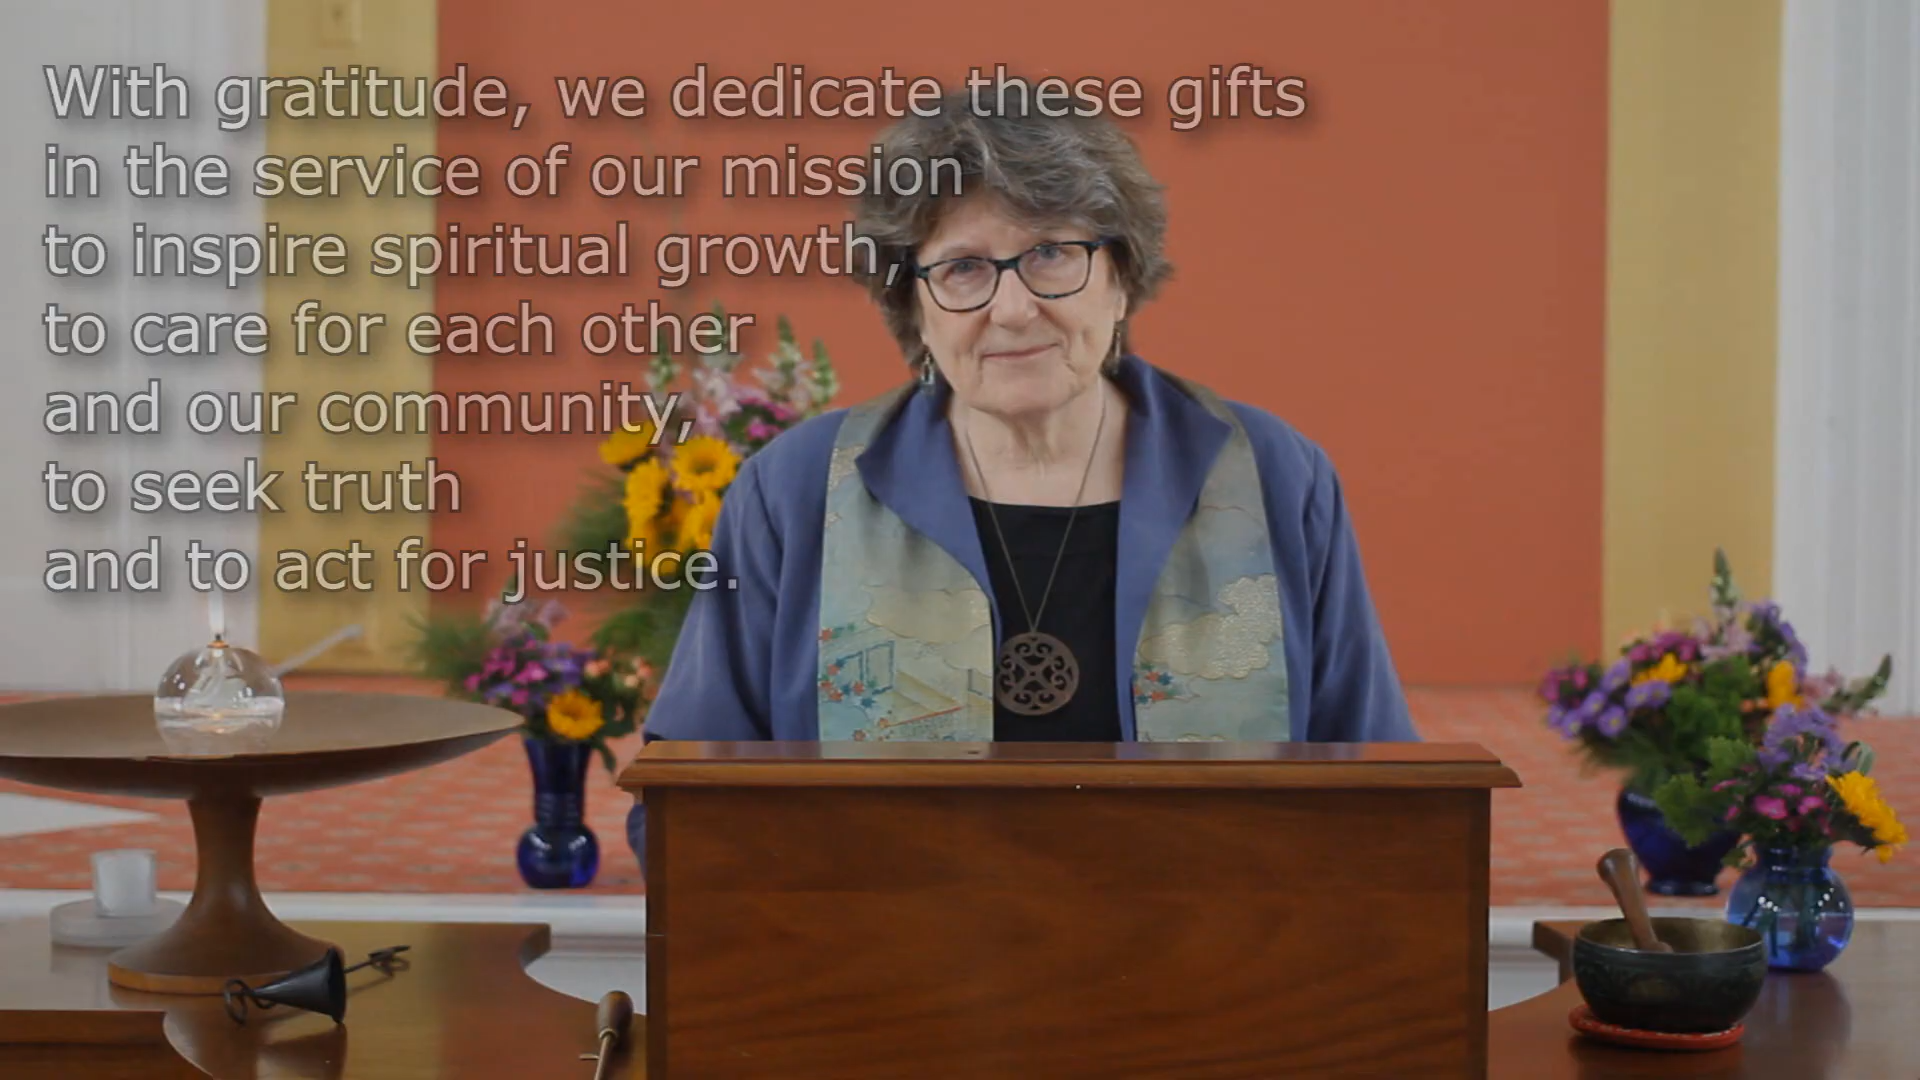 With gratitude, we dedicate these gifts
in the service of our mission
to inspire spiritual growth,
to care for each other
and our community,
to seek truth
and to act for justice.